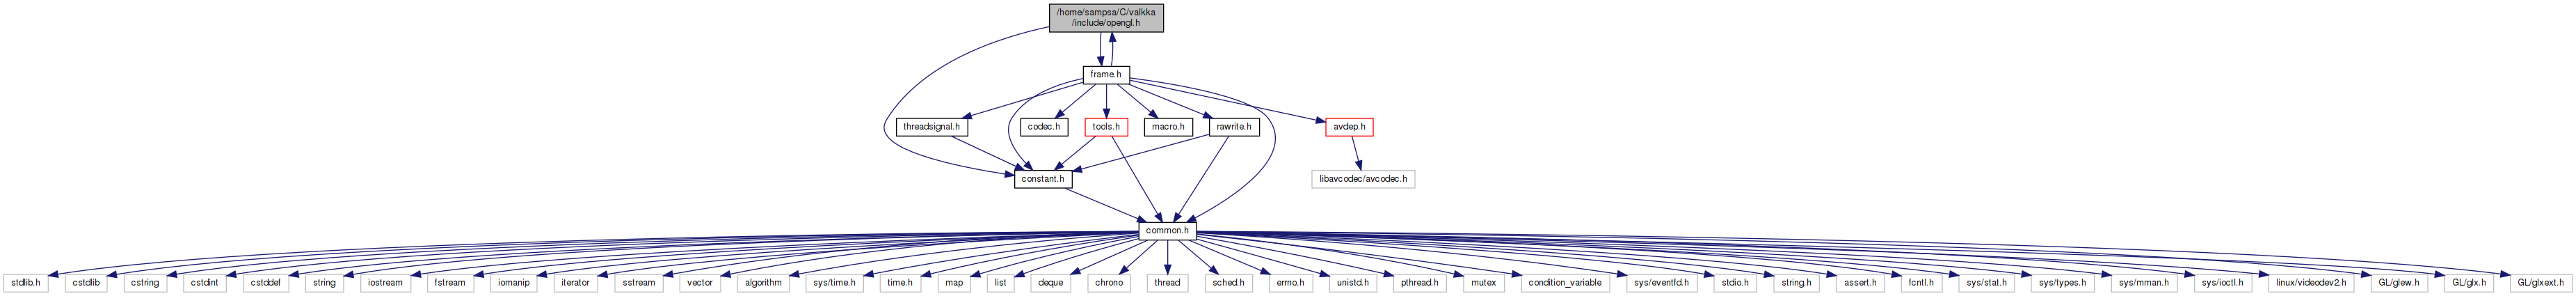 /home/sampsa/C/valkka
/include/opengl.h
frame.h
threadsignal.h
codec.h
tools.h
macro.h
rawrite.h
avdep.h
constant.h
libavcodec/avcodec.h
common.h
stdlib.h
cstdlib
cstring
cstdint
cstddef
string
iostream
fstream
iomanip
iterator
sstream
vector
algorithm
sys/time.h
time.h
map
list
deque
chrono
thread
sched.h
errno.h
unistd.h
pthread.h
mutex
condition_variable
sys/eventfd.h
stdio.h
string.h
assert.h
fcntl.h
sys/stat.h
sys/types.h
sys/mman.h
sys/ioctl.h
linux/videodev2.h
GL/glew.h
GL/glx.h
GL/glxext.h